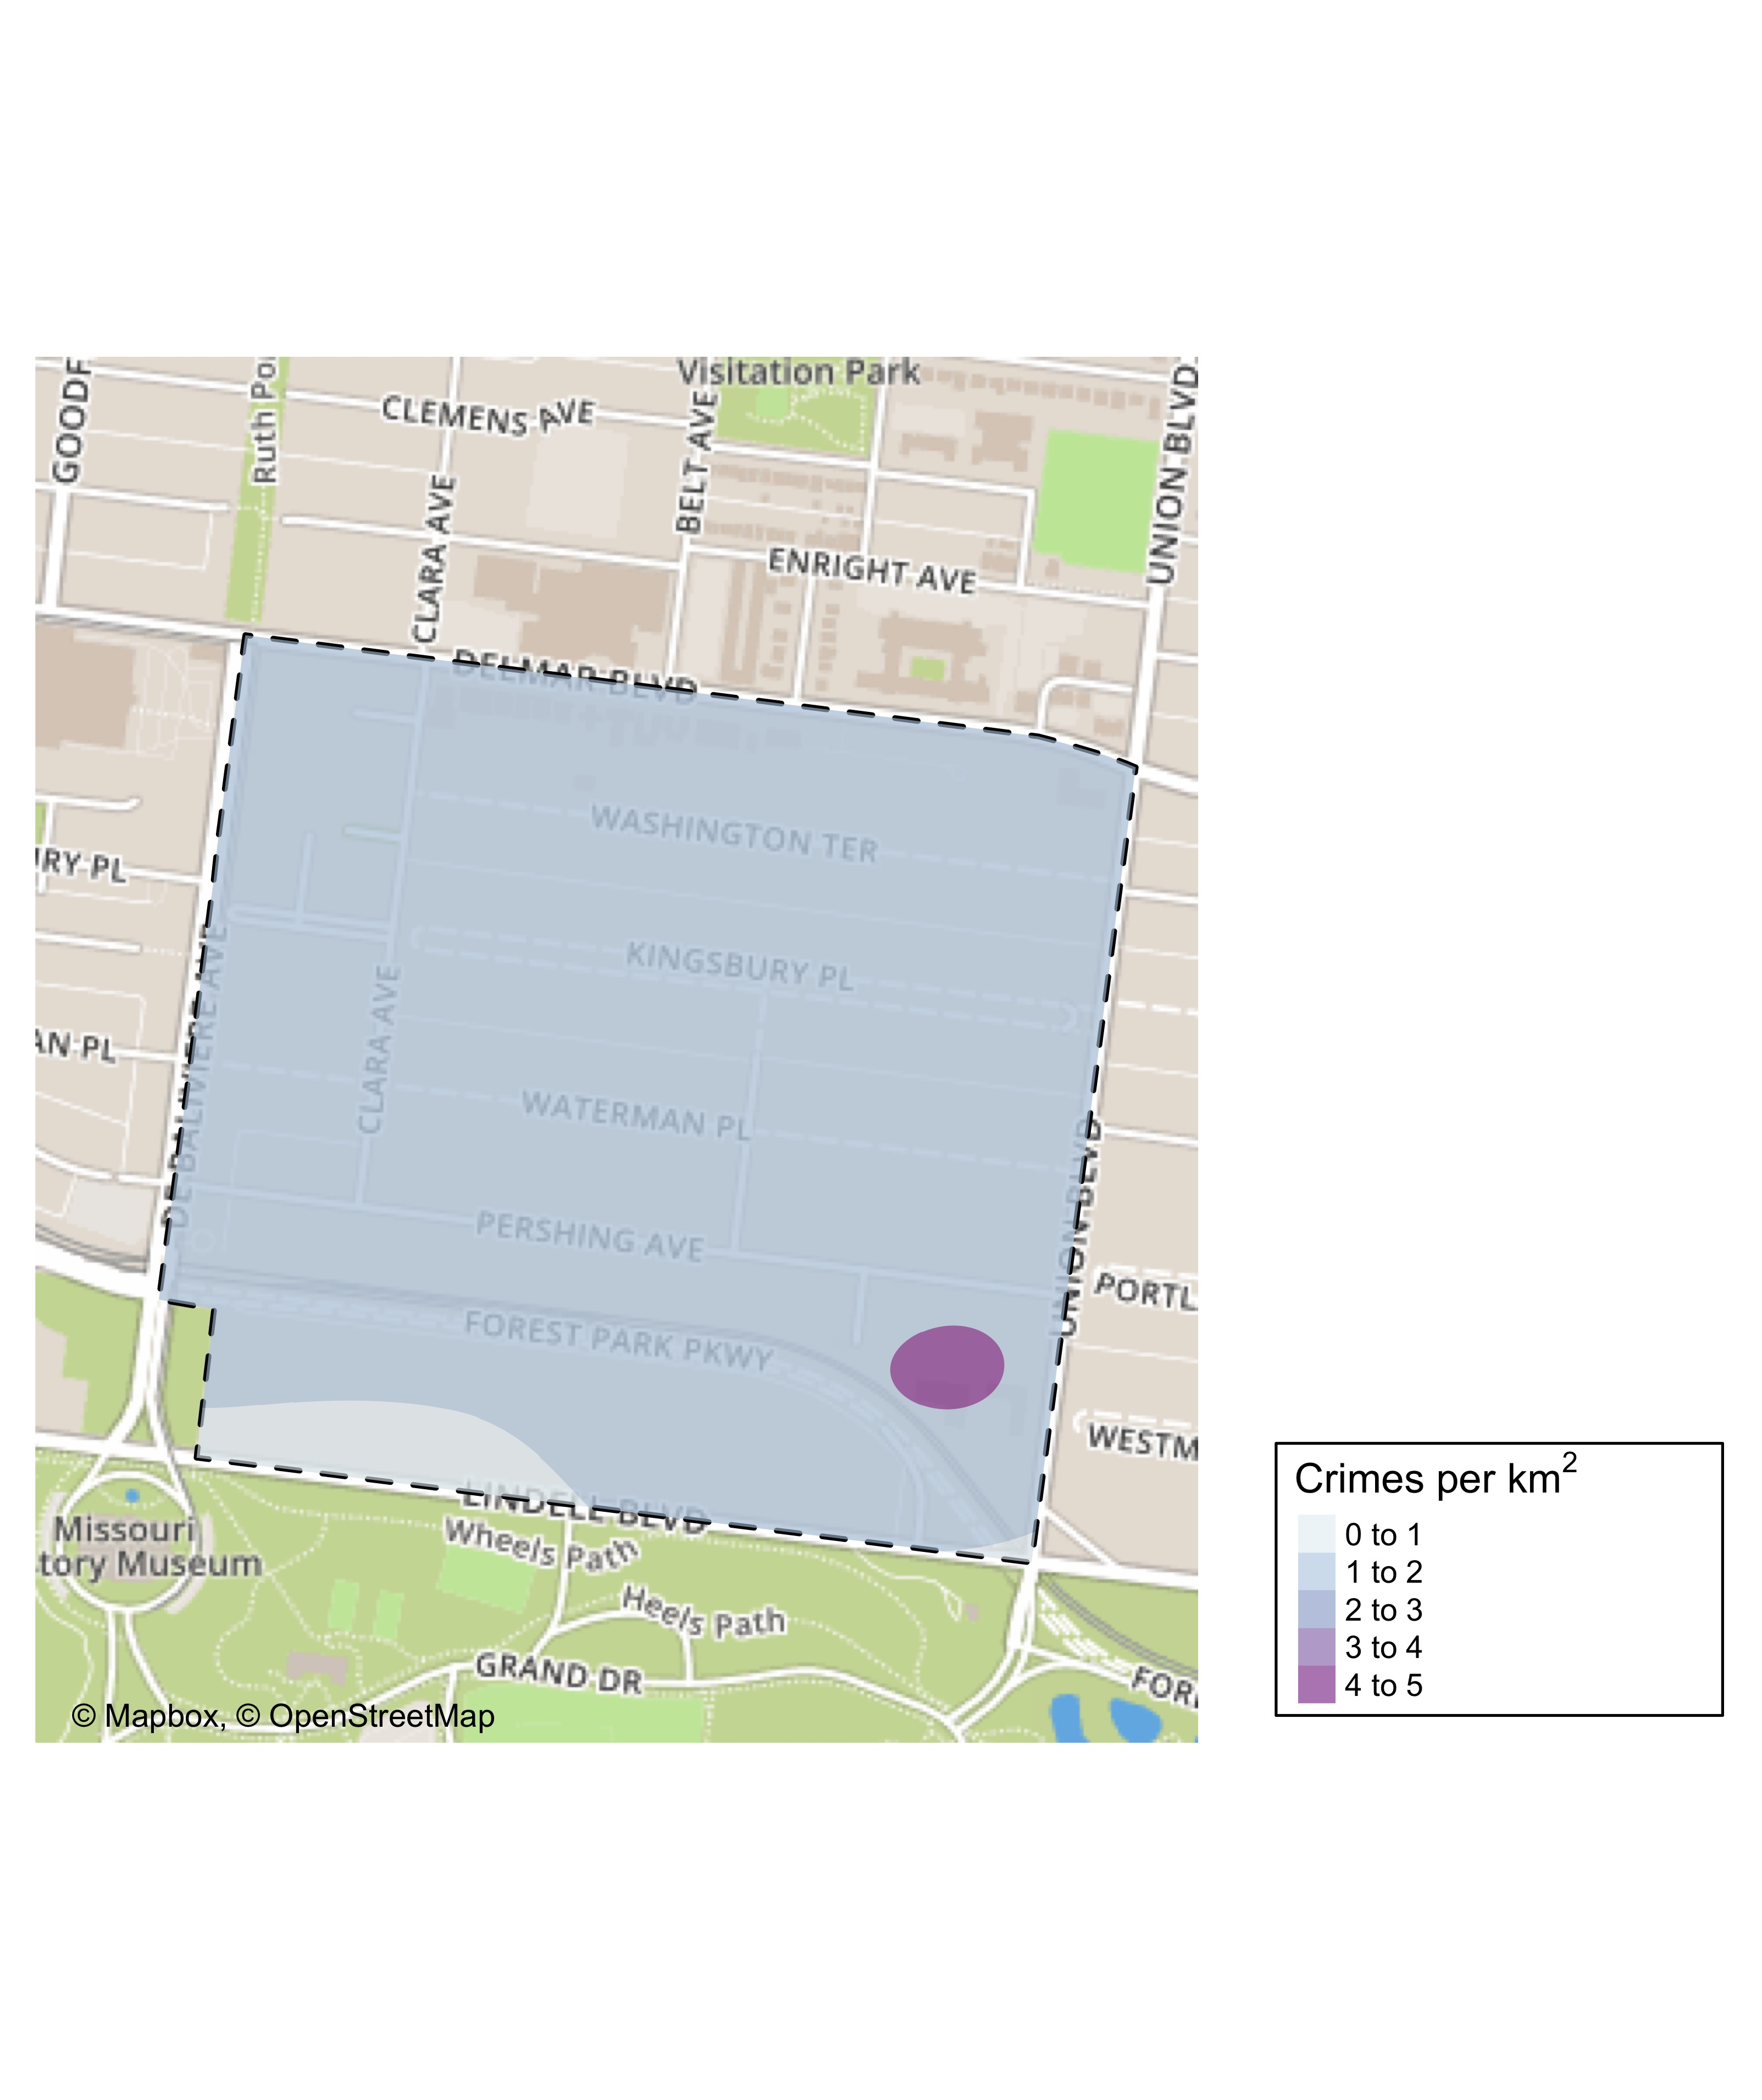 Visitation Park
GOODF
Ruth Po
CLEMENS AVE
BELT AVE
UNION BLVD
CLARA AVE
ENRIGHT AVE
DELMAR BLVD
WASHINGTON TER
URY PL
KINGSBURY PL
DE BALIVIERE AVE
CLARA AVE
AN PL
WATERMAN PL
UNION BLVD
PERSHING AVE
PORTL
FOREST PARK PKWY
WESTM
LINDELL BLVD
Missouri
tory Museum
Wheels Path
Heels Path
GRAND DR
FOR
© Mapbox, © OpenStreetMap
Crimes per km²
0 to 1
1 to 2
2 to 3
3 to 4
4 to 5